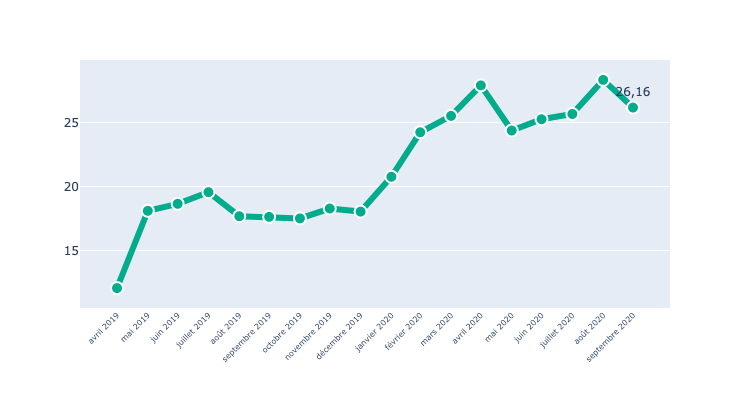 26,16
25
20
15
avril 2019
mai 2019
juin 2019
juillet 2019
août 2019
septembre 2019
octobre 2019
novembre 2019
décembre 2019
janvier 2020
février 2020
mars 2020
avril 2020
mai 2020
juin 2020
juillet 2020
août 2020
septembre 2020